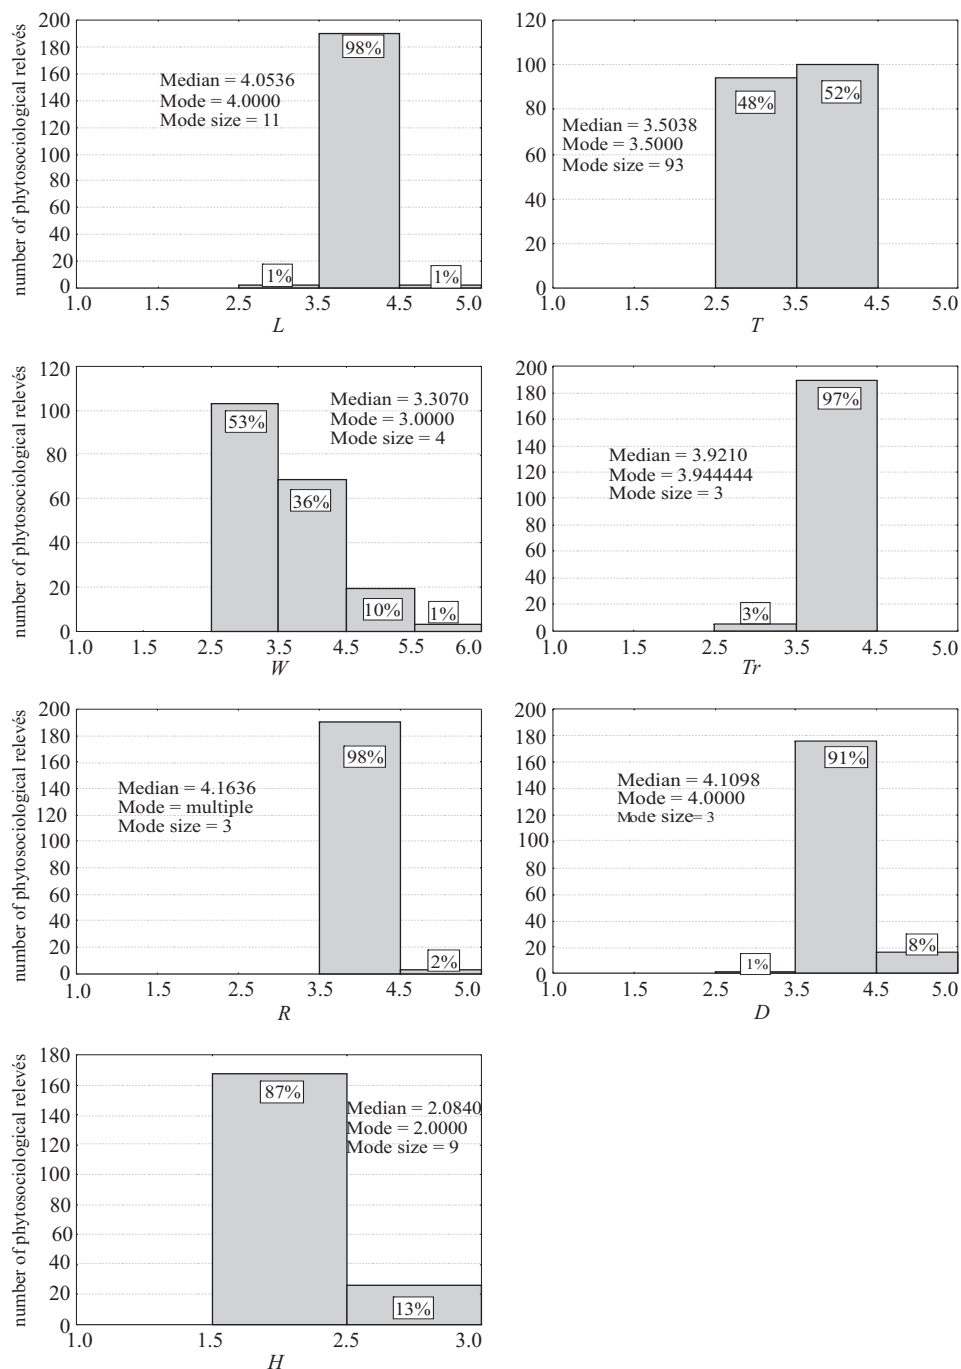 number of phytosociological relevés
200
180
160
140
120
100
80
60
40
20
0
98%
Median = 4.0536
Mode = 4.0000
Mode size = 11
1%
1%
1.0 1.5 2.5 3.5 4.5 5.0
L
120
100
80
60
40
20
0
48%
52%
Median = 3.5038
Mode = 3.5000
Mode size = 93
1.0 1.5 2.5 3.5 4.5 5.0
T
number of phytosociological relevés
120
100
80
60
40
20
0
Median = 3.3070
Mode = 3.0000
Mode size = 4
53%
36%
10%
1%
1.0 1.5 2.5 3.5 4.5 5.5 6.0
W
200
180
160
140
120
100
80
60
40
20
0
97%
Median = 3.9210
Mode = 3.944444
Mode size = 3
3%
1.0 1.5 2.5 3.5 4.5 5.0
Tr
number of phytosociological relevés
200
180
160
140
120
100
80
60
40
20
0
98%
Median = 4.1636
Mode = multiple
Mode size = 3
2%
1.0 1.5 2.5 3.5 4.5 5.0
R
200
180
160
140
120
100
80
60
40
20
0
91%
Median = 4.1098
Mode = 4.0000
Mode size= 3
1%
8%
1.0 1.5 2.5 3.5 4.5 5.0
D
number of phytosociological relevés
180
160
140
120
100
80
60
40
20
0
87%
Median = 2.0840
Mode = 2.0000
Mode size = 9
13%
1.0 1.5 2.5 3.0
H